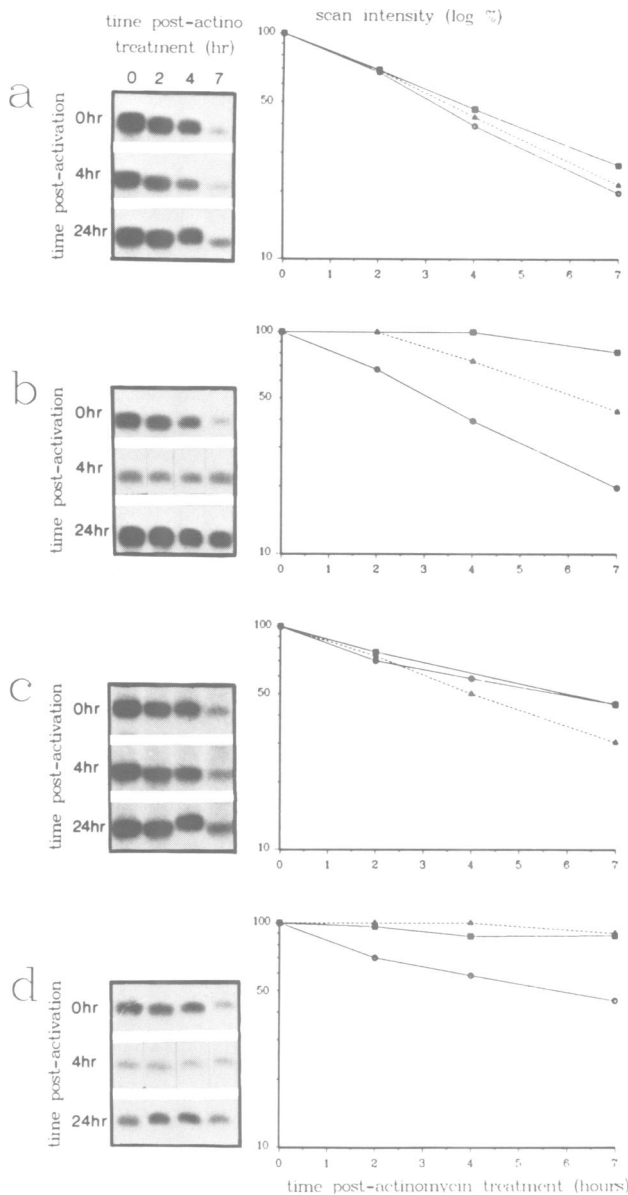 time post-actino treatment (hr)
scan intensity (log %)
0 2 4 7
a
time post-activation
0hr
4hr
24hr
100
50
10
0 1 2 3 4 5 6 7
b
time post-activation
0hr
4hr
24hr
100
50
10
0 1 2 3 4 5 6 7
c
time post-activation
0hr
4hr
24hr
100
50
10
0 1 2 3 4 5 6 7
d
time post-activation
0hr
4hr
24hr
100
50
10
0 1 2 3 4 5 6 7
time post-actinomycin treatment (hours)